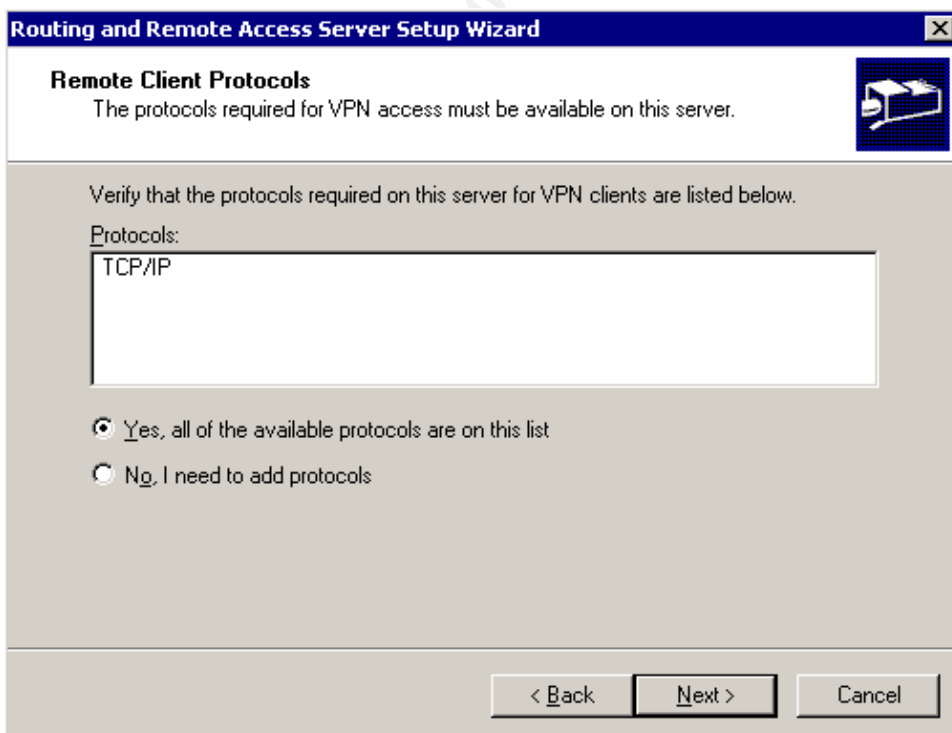 Routing and Remote Access Server Setup Wizard
Remote Client Protocols
The protocols required for VPN access must be available on this server.
Verify that the protocols required on this server for VPN clients are listed below.
Protocols:
TCP/IP
Yes, all of the available protocols are on this list
No, I need to add protocols
< Back
Next >
Cancel